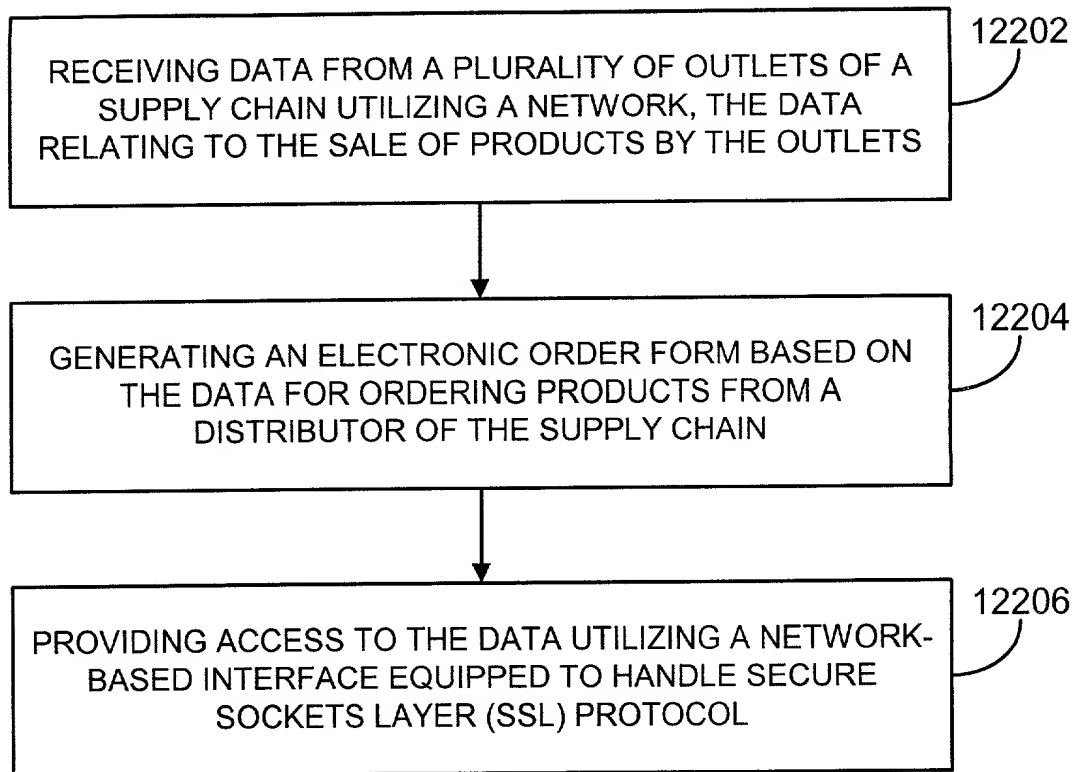 12202
RECEIVING DATA FROM A PLURALITY OF OUTLETS OF A
SUPPLY CHAIN UTILIZING A NETWORK, THE DATA
RELATING TO THE SALE OF PRODUCTS BY THE OUTLETS
12204
GENERATING AN ELECTRONIC ORDER FORM BASED ON
THE DATA FOR ORDERING PRODUCTS FROM A
DISTRIBUTOR OF THE SUPPLY CHAIN
12206
PROVIDING ACCESS TO THE DATA UTILIZING A NETWORK-
BASED INTERFACE EQUIPPED TO HANDLE SECURE
SOCKETS LAYER (SSL) PROTOCOL